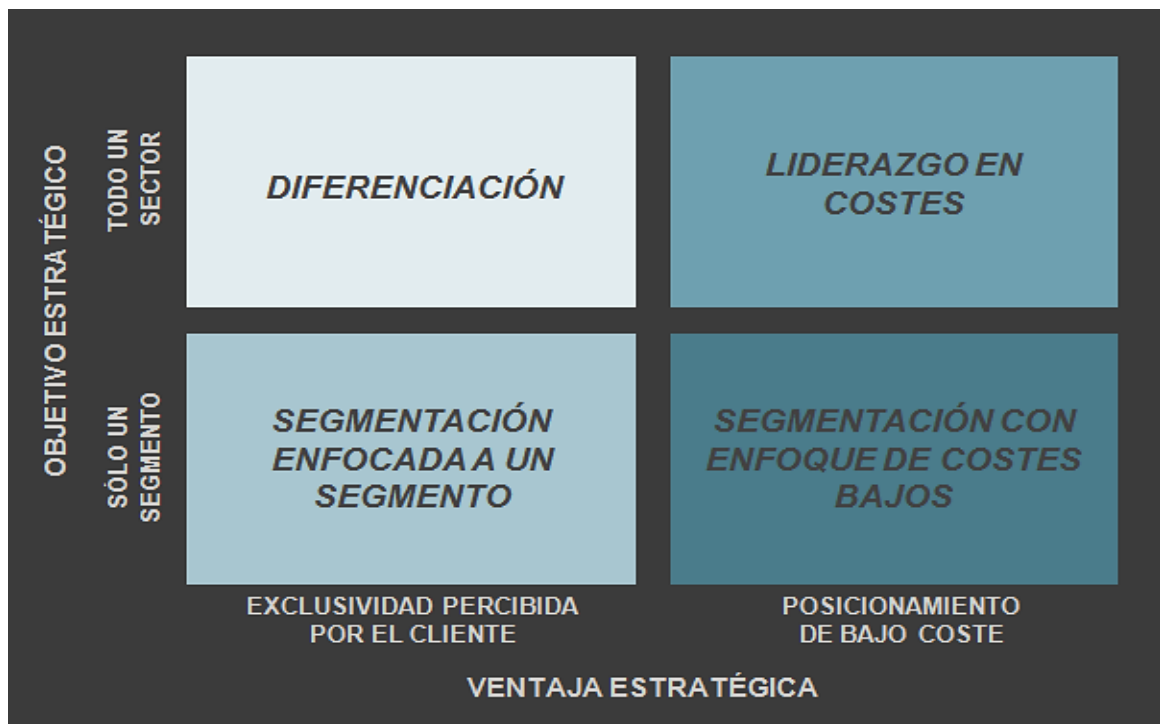 OBJETIVO ESTRATÉGICO
TODO UN
SECTOR
DIFERENCIACIÓN
LIDERAZGO EN
COSTES
SÓLO UN
SEGMENTO
SEGMENTACIÓN
ENFOCADA A UN
SEGMENTO
SEGMENTACIÓN CON
ENFOQUE DE COSTES
BAJOS
EXCLUSIVIDAD PERCIBIDA
POR EL CLIENTE
POSICIONAMIENTO
DE BAJO COSTE
VENTAJA ESTRATÉGICA